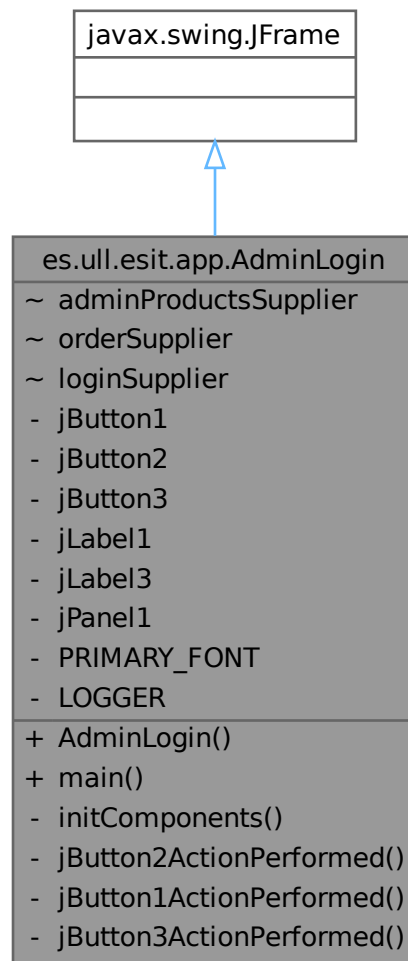 javax.swing.JFrame
es.ull.esit.app.AdminLogin
~ adminProductsSupplier
~ orderSupplier
~ loginSupplier
- jButton1
- jButton2
- jButton3
- jLabel1
- jLabel3
- jPanel1
- PRIMARY_FONT
- LOGGER
+ AdminLogin()
+ main()
- initComponents()
- jButton2ActionPerformed()
- jButton1ActionPerformed()
- jButton3ActionPerformed()